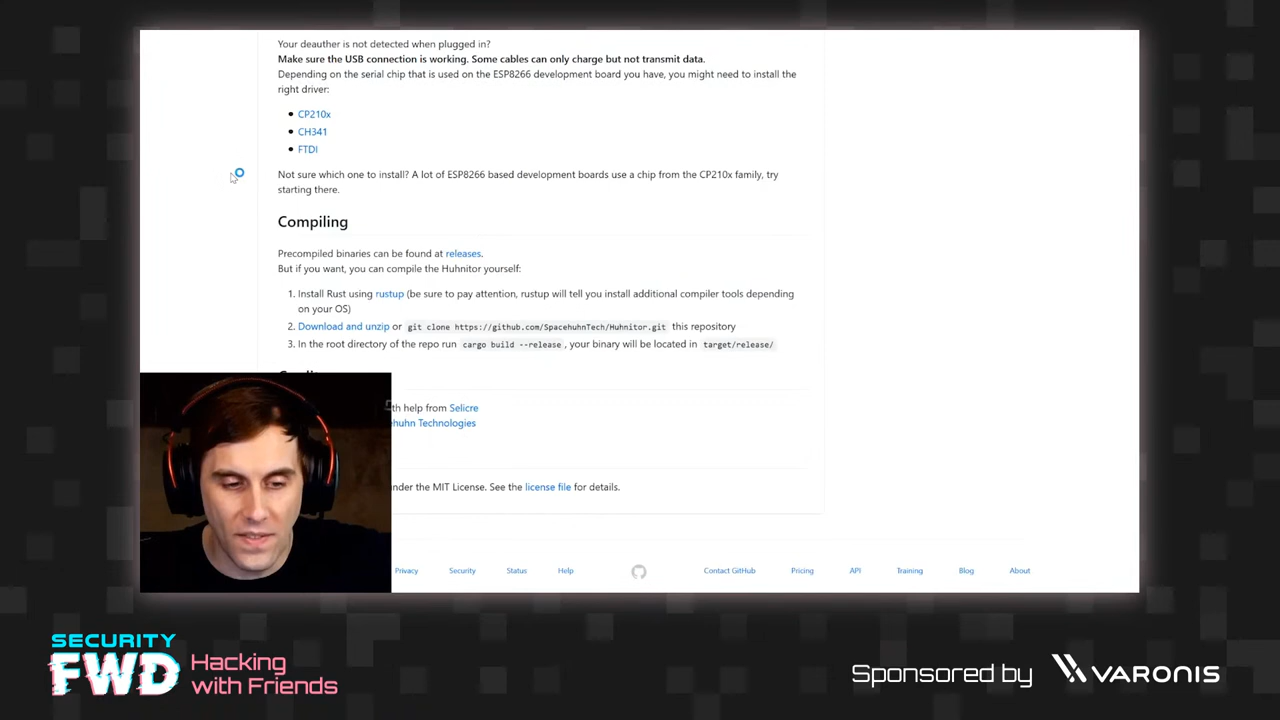 Your deauther is not detected when plugged in?
Make sure the USB connection is working. Some cables can only charge but not transmit data.
Depending on the serial chip that is used on the ESP8266 development board you have, you might need to install the
right driver:
CP210x
CH341
FTDI
Not sure which one to install? A lot of ESP8266 based development boards use a chip from the CP210x family, try
starting there.
Compiling
Precompiled binaries can be found at releases.
But if you want, you can compile the Huhnitor yourself:
1. Install Rust using rustup (be sure to pay attention, rustup will tell you install additional compiler tools depending
on your OS)
2. Download and unzip or git clone https://github.com/SpacehuhnTech/Huhnitor.git this repository
3. In the root directory of the repo run cargo build --release, your binary will be located in target/release/
help from Selicre
Technologies
under the MIT License. See the license file for details.
Privacy Security Status Help Contact GitHub Pricing API Training Blog About
SECURITY
FWD
Hacking
with Friends
Sponsored by VARONIS